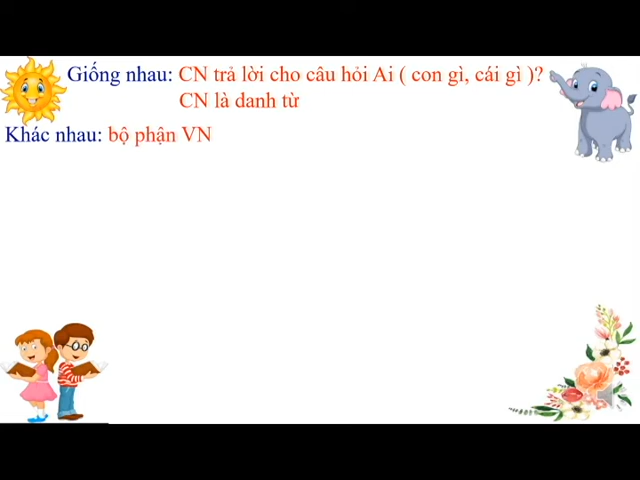 Giống nhau: CN trả lời cho câu hỏi Ai ( con gì, cái gì )?
CN là danh từ
Khác nhau: bộ phận VN